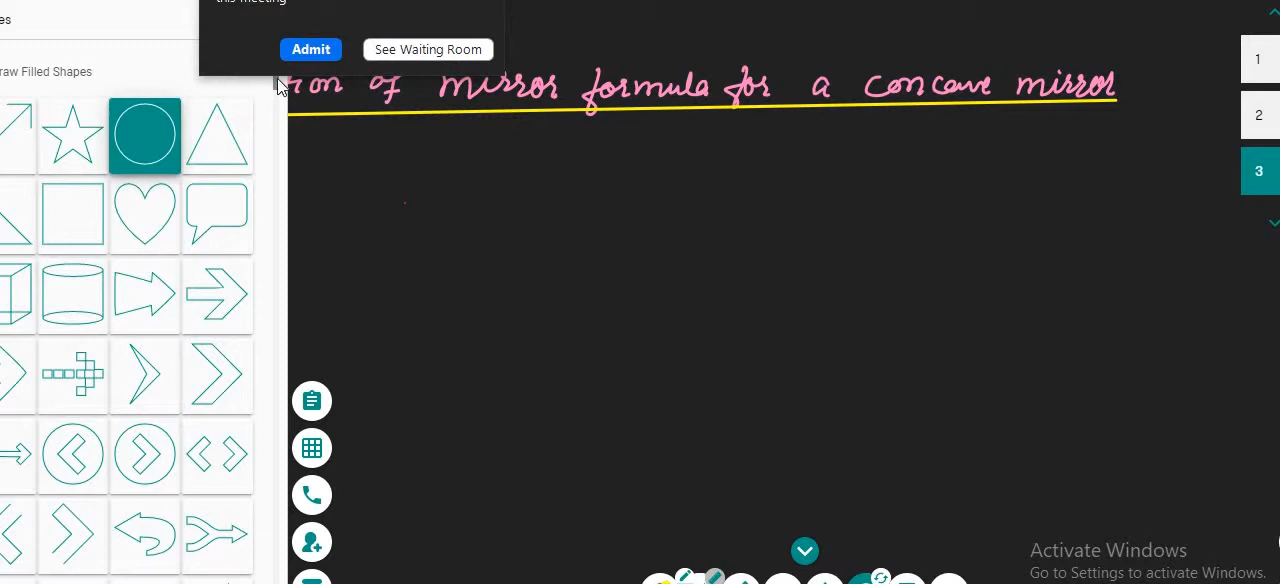 this meeting
es
Admit
See Waiting Room
raw Filled Shapes
ion of mirror formula for a concave mirror
1
2
3
Activate Windows
Go to Settings to activate Windows.